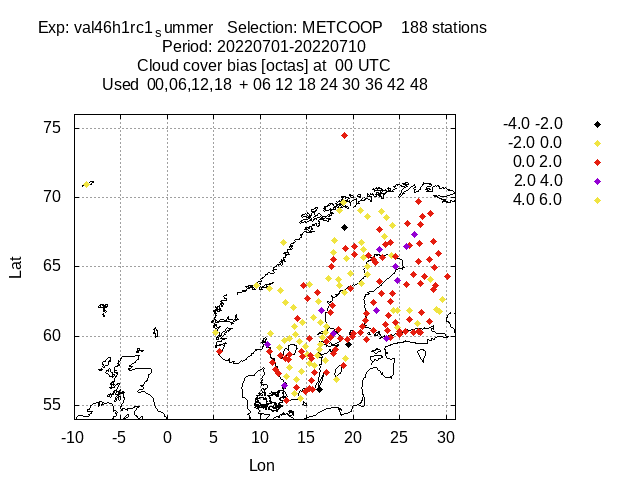 Exp: val46h1rc1ₛummer   Selection: METCOOP    188 stations
Period: 20220701-20220710
Cloud cover bias [octas] at  00 UTC
Used  00,06,12,18  + 06 12 18 24 30 36 42 48
-4.0 -2.0
-2.0 0.0
0.0 2.0
2.0 4.0
4.0 6.0
75
70
65
60
55
Lat
-10 -5 0 5 10 15 20 25 30
Lon